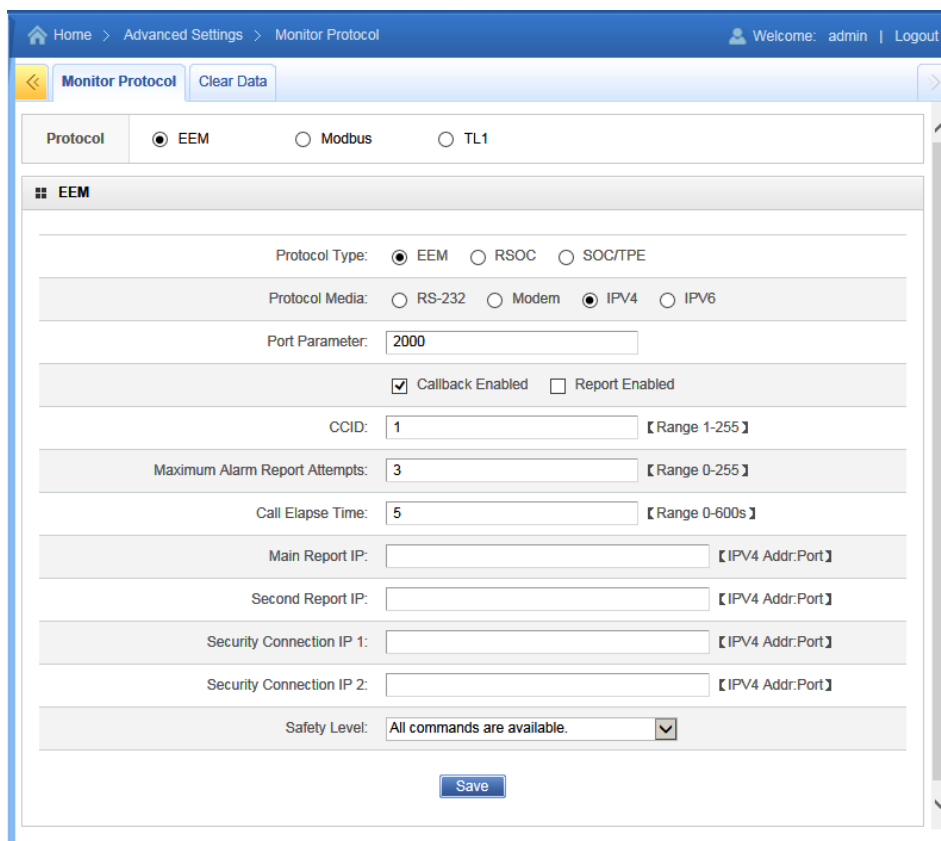 Home > Advanced Settings > Monitor Protocol Welcome: admin | Logout
Monitor Protocol Clear Data
Protocol EEM Modbus TL1
EEM
Protocol Type: EEM RSOC SOC/TPE
Protocol Media: RS-232 Modem IPV4 IPV6
Port Parameter: 2000
Callback Enabled Report Enabled
CCID: 1 【Range 1-255】
Maximum Alarm Report Attempts: 3 【Range 0-255】
Call Elapse Time: 5 【Range 0-600s】
Main Report IP: 【IPV4 Addr:Port】
Second Report IP: 【IPV4 Addr:Port】
Security Connection IP 1: 【IPV4 Addr:Port】
Security Connection IP 2: 【IPV4 Addr:Port】
Safety Level: All commands are available.
Save